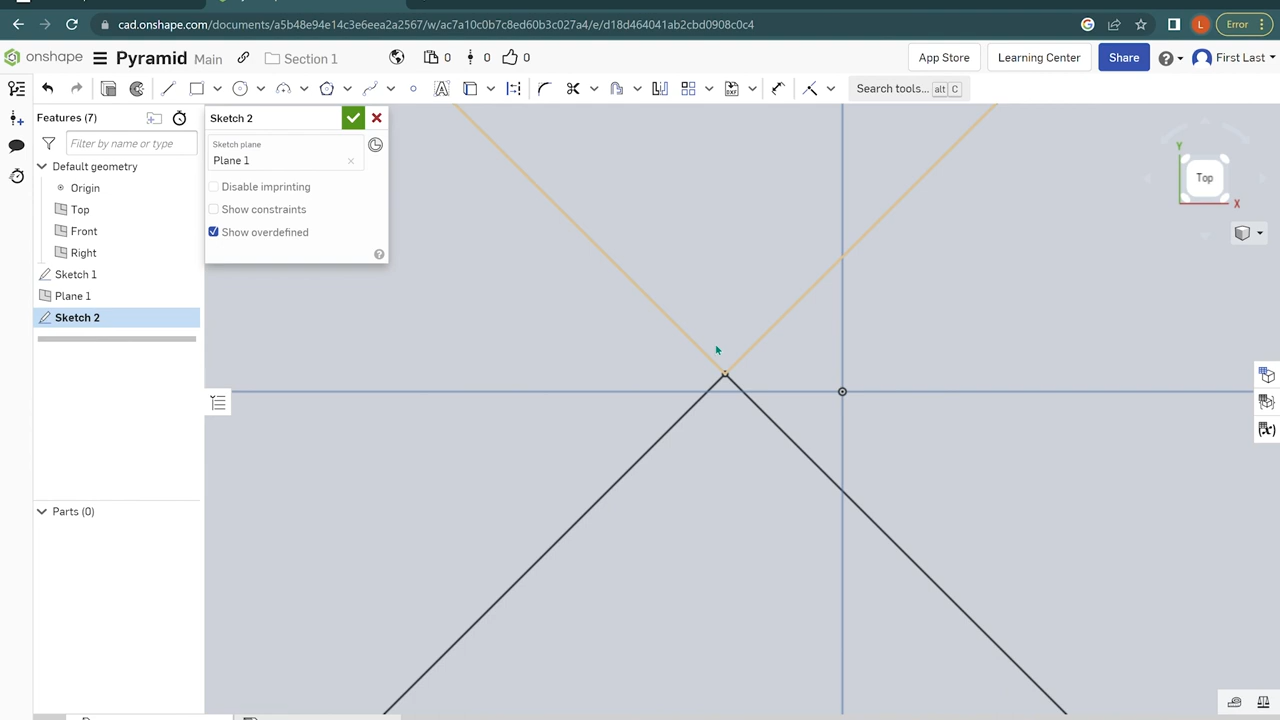 cad.onshape.com/documents/a5b48e94e14c3e6eea2a2567/w/ac7a10c0b7c8ed60b3c027a4/e/d18d464041ab2cbd0908c0c4
L
Error
onshape
Pyramid
Main
Section 1
0
0
0
App Store
Learning Center
Share
First Last
Search tools...
alt
C
Features (7)
Filter by name or type
Default geometry
Origin
Top
Front
Right
Sketch 1
Plane 1
Sketch 2
Parts (0)
Sketch 2
Sketch plane
Plane 1
Disable imprinting
Show constraints
Show overdefined
Y
Top
X